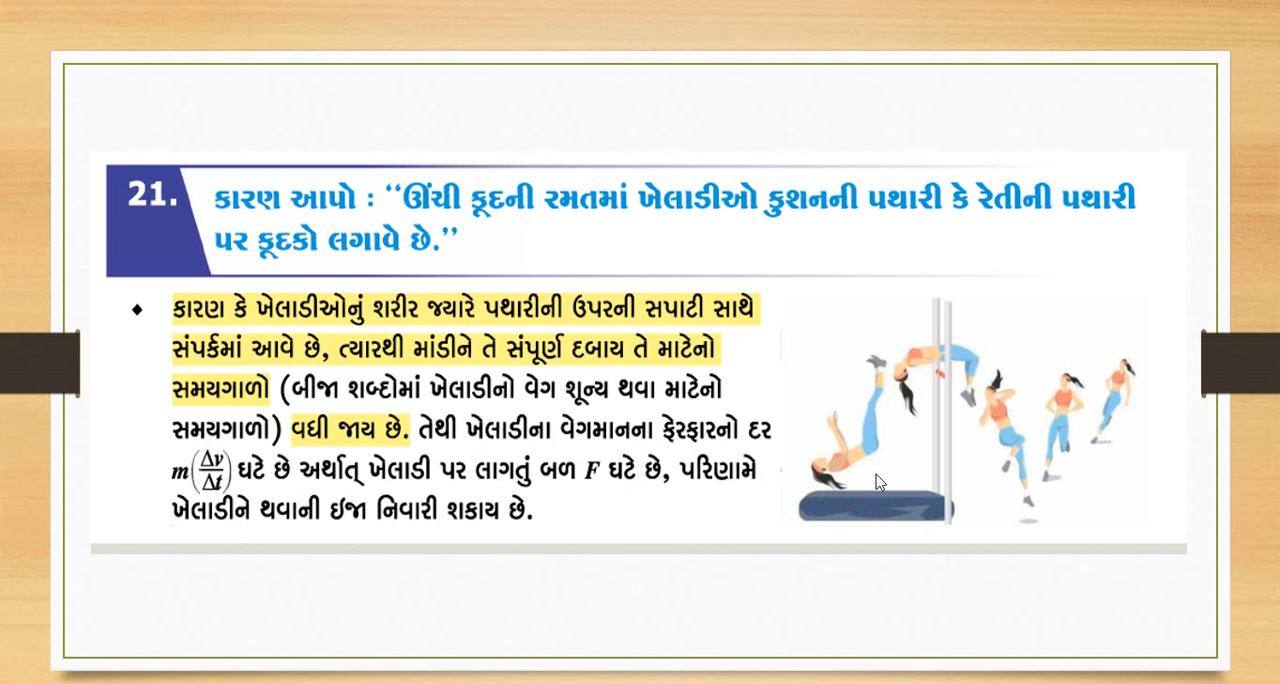 21.
કારણ આપો : ‘‘ઊંચી કૂદની રમતમાં ખેલાડીઓ કુશનની પથારી કે રેતીની પથારી
પર કૂદકો લગાવે છે.’’
♦ કારણ કે ખેલાડીઓનું શરીર જ્યારે પથારીની ઉપરની સપાટી સાથે
સંપર્કમાં આવે છે, ત્યારથી માંડીને તે સંપૂર્ણ દબાય તે માટેનો
સમયગાળો (બીજા શબ્દોમાં ખેલાડીનો વેગ શૂન્ય થવા માટેનો
સમયગાળો) વધી જાય છે. તેથી ખેલાડીના વેગમાનના ફેરફારનો દર
m(Δv/Δt) ઘટે છે અર્થાત્ ખેલાડી પર લાગતું બળ F ઘટે છે, પરિણામે
ખેલાડીને થવાની ઈજા નિવારી શકાય છે.